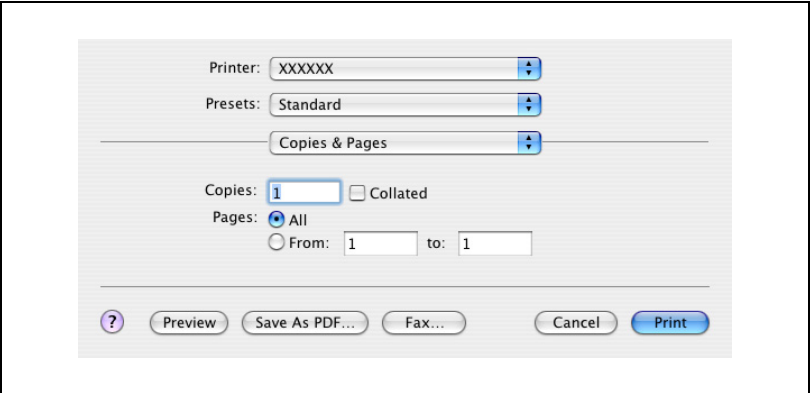 Printer: XXXXXX
Presets: Standard
Copies & Pages
Copies: 1 Collated
Pages: All
From: 1 to: 1
? Preview Save As PDF... Fax... Cancel Print